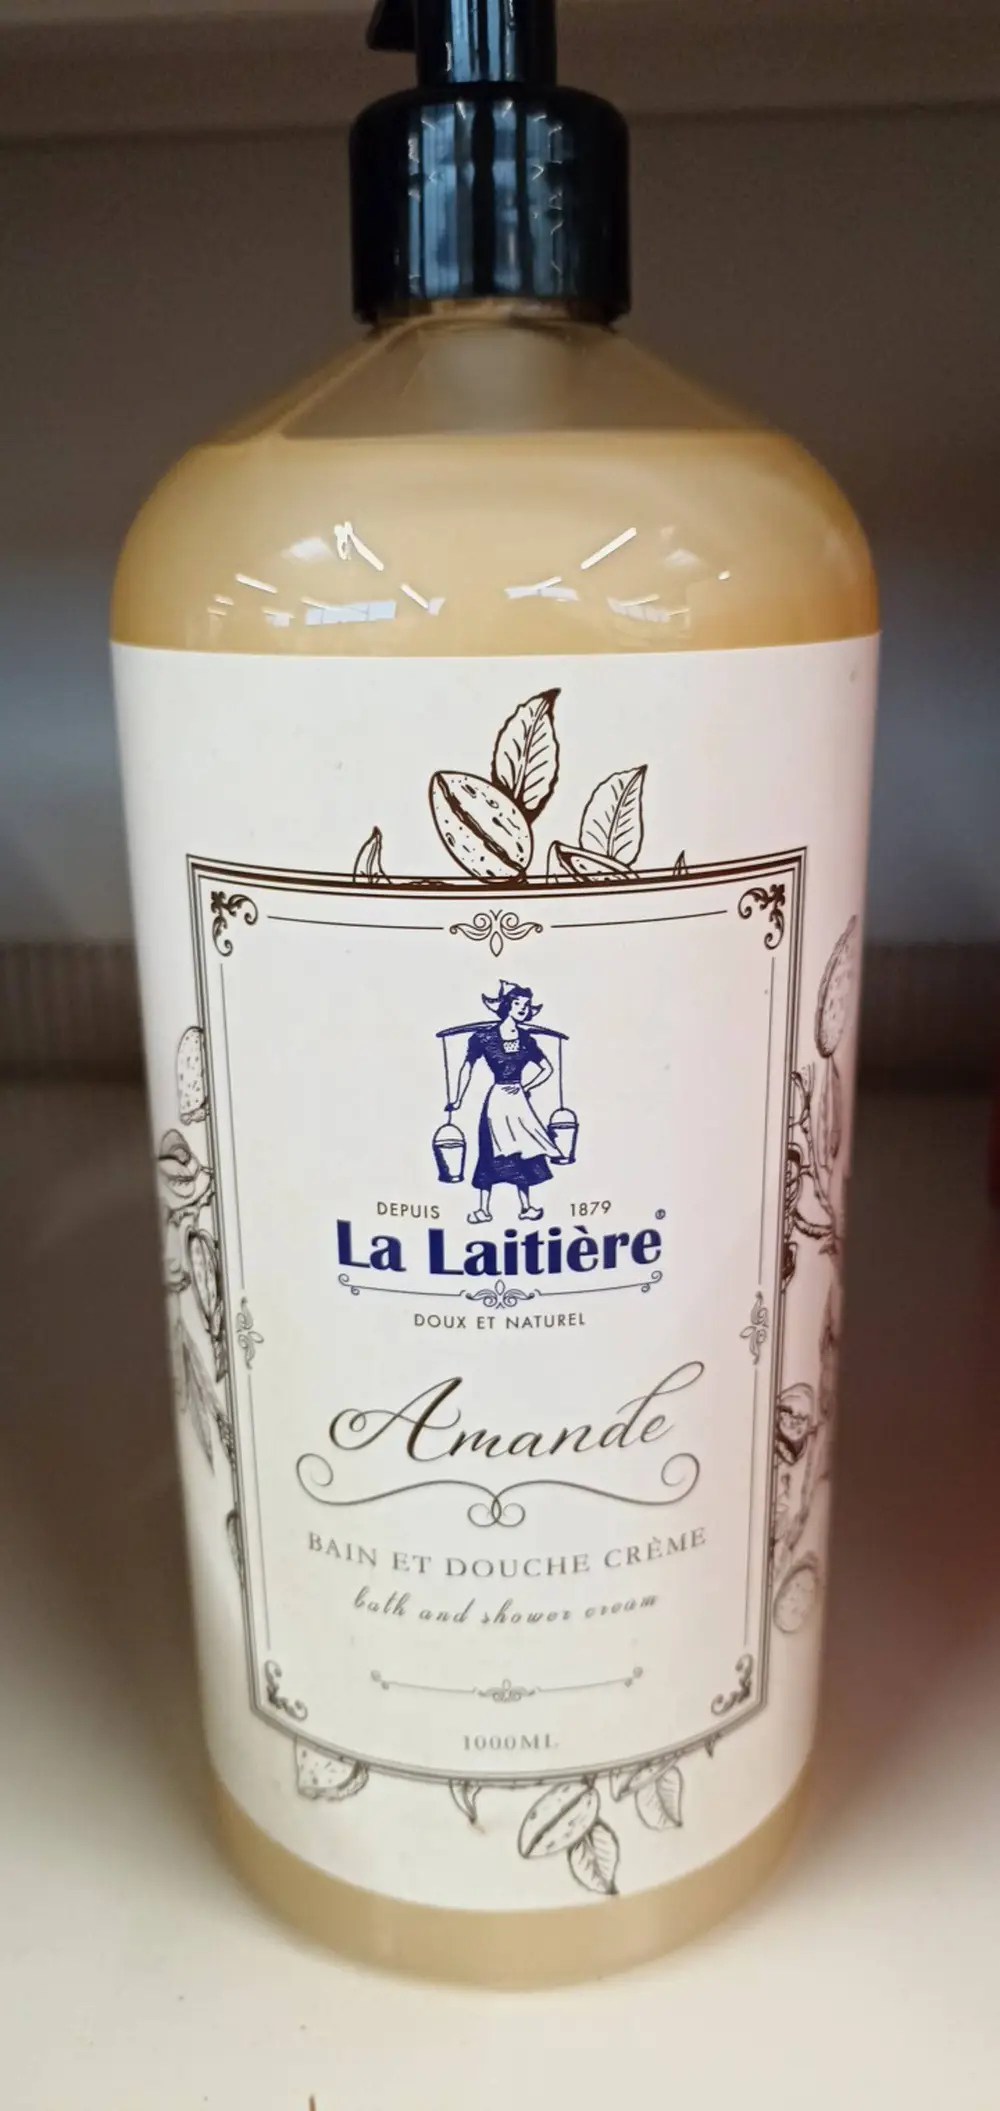 DEPUIS 1879
La Laitière®
DOUX ET NATUREL
Amande
BAIN ET DOUCHE CRÈME
bath and shower cream
1000ML